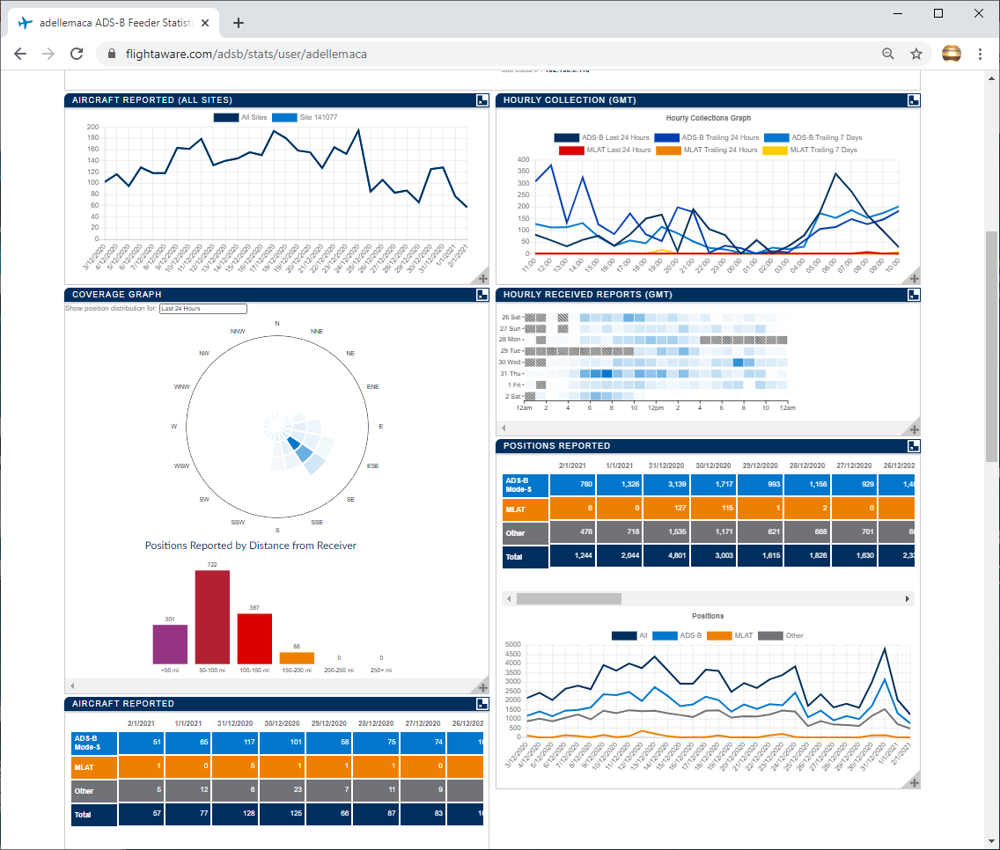 adellemaca ADS-B Feeder Statist
flightaware.com/adsb/stats/user/adellemaca
AIRCRAFT REPORTED (ALL SITES)
All Sites Site 141077
200
180
160
140
120
100
80
60
40
20
0
3/12/2020 4/12/2020 5/12/2020 6/12/2020 7/12/2020 8/12/2020 9/12/2020 10/12/2020 11/12/2020 12/12/2020 13/12/2020 14/12/2020 15/12/2020 16/12/2020 17/12/2020 18/12/2020 19/12/2020 20/12/2020 21/12/2020 22/12/2020 23/12/2020 24/12/2020 25/12/2020 26/12/2020 27/12/2020 28/12/2020 29/12/2020 30/12/2020 31/12/2020 1/1/2021 2/1/2021
COVERAGE GRAPH
Show position distribution for: Last 24 Hours
N
NNW NNE
NW NE
WNW ENE
W E
WSW ESE
SW SE
SSW SSE
S
Positions Reported by Distance from Receiver
722
387
301
88
0 0
<50 mi 50-100 mi 100-150 mi 150-200 mi 200-250 mi 250+ mi
AIRCRAFT REPORTED
2/1/2021 1/1/2021 31/12/2020 30/12/2020 29/12/2020 28/12/2020 27/12/2020 26/12/202
ADS-B
Mode-S 51 65 117 101 58 75 74
MLAT 1 0 5 1 1 1 0
Other 5 12 6 23 7 11 9
Total 57 77 128 125 66 87 83
HOURLY COLLECTION (GMT)
Hourly Collections Graph
ADS-B Last 24 Hours ADS-B Trailing 24 Hours ADS-B Trailing 7 Days
MLAT Last 24 Hours MLAT Trailing 24 Hours MLAT Trailing 7 Days
400
350
300
250
200
150
100
50
0
11:00 12:00 13:00 14:00 15:00 16:00 17:00 18:00 19:00 20:00 21:00 22:00 23:00 00:00 01:00 02:00 03:00 04:00 05:00 06:00 07:00 08:00 09:00 10:00
HOURLY RECEIVED REPORTS (GMT)
26 Sat
27 Sun
28 Mon
29 Tue
30 Wed
31 Thu
1 Fri
2 Sat
12am 2 4 6 8 10 12pm 2 4 6 8 10 12am
POSITIONS REPORTED
2/1/2021 1/1/2021 31/12/2020 30/12/2020 29/12/2020 28/12/2020 27/12/2020 26/12/202
ADS-B
Mode-S 760 1,326 3,139 1,717 993 1,156 929
MLAT 6 0 127 115 1 2 0
Other 478 718 1,535 1,171 621 668 701
Total 1,244 2,044 4,801 3,003 1,615 1,826 1,630
Positions
All ADS-B MLAT Other
5000
4500
4000
3500
3000
2500
2000
1500
1000
500
0
3/12/2020 4/12/2020 5/12/2020 6/12/2020 7/12/2020 8/12/2020 9/12/2020 10/12/2020 11/12/2020 12/12/2020 13/12/2020 14/12/2020 15/12/2020 16/12/2020 17/12/2020 18/12/2020 19/12/2020 20/12/2020 21/12/2020 22/12/2020 23/12/2020 24/12/2020 25/12/2020 26/12/2020 27/12/2020 28/12/2020 29/12/2020 30/12/2020 31/12/2020 1/1/2021 2/1/2021